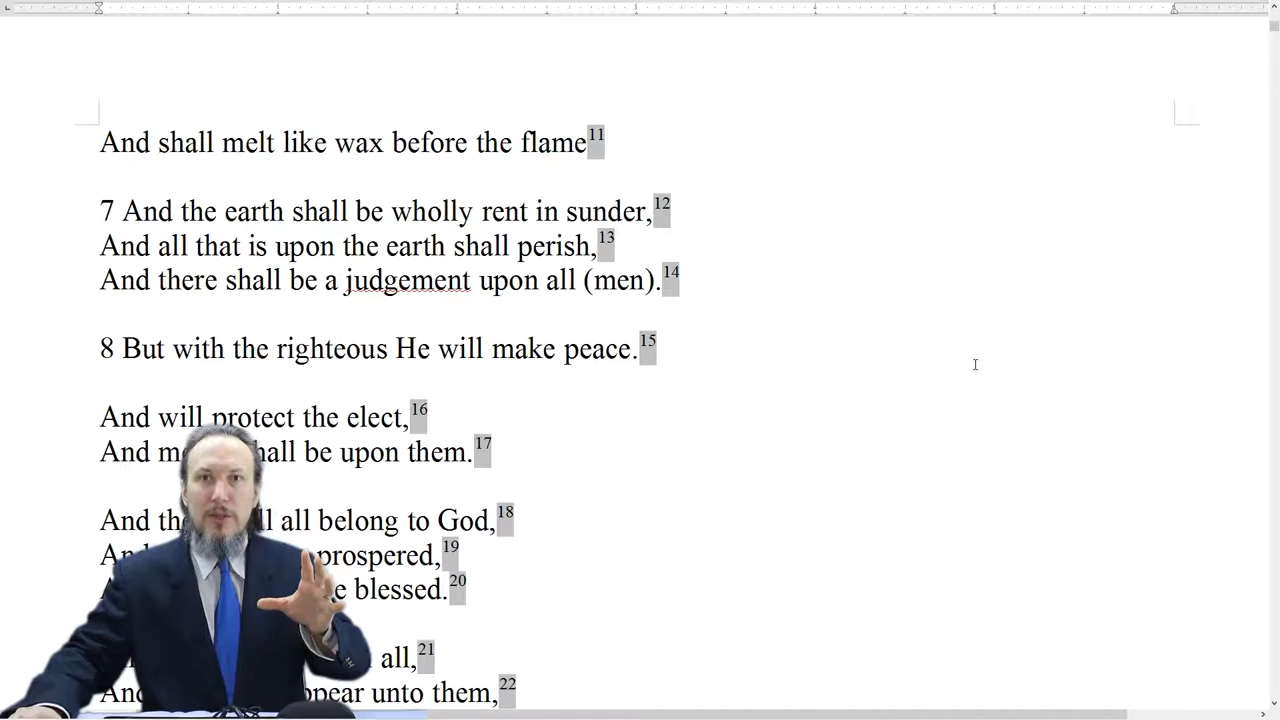 And shall melt like wax before the flame11
7 And the earth shall be wholly rent in sunder,12
And all that is upon the earth shall perish,13
And there shall be a judgement upon all (men).14
8 But with the righteous He will make peace.15
And will protect the elect,16
And shall be upon them.17
And all belong to God,18
prospered,19
blessed.20
all,21
And unto them,22